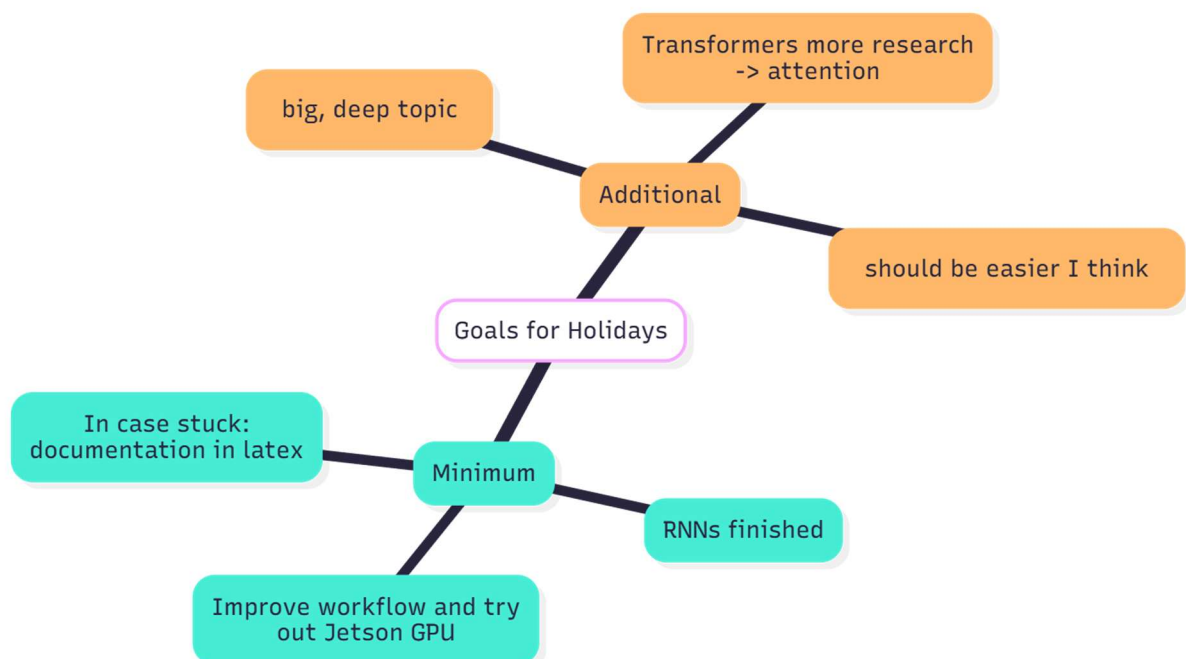 Transformers more research
-> attention
big, deep topic
Additional
should be easier I think
Goals for Holidays
In case stuck:
documentation in latex
Minimum
RNNs finished
Improve workflow and try
out Jetson GPU